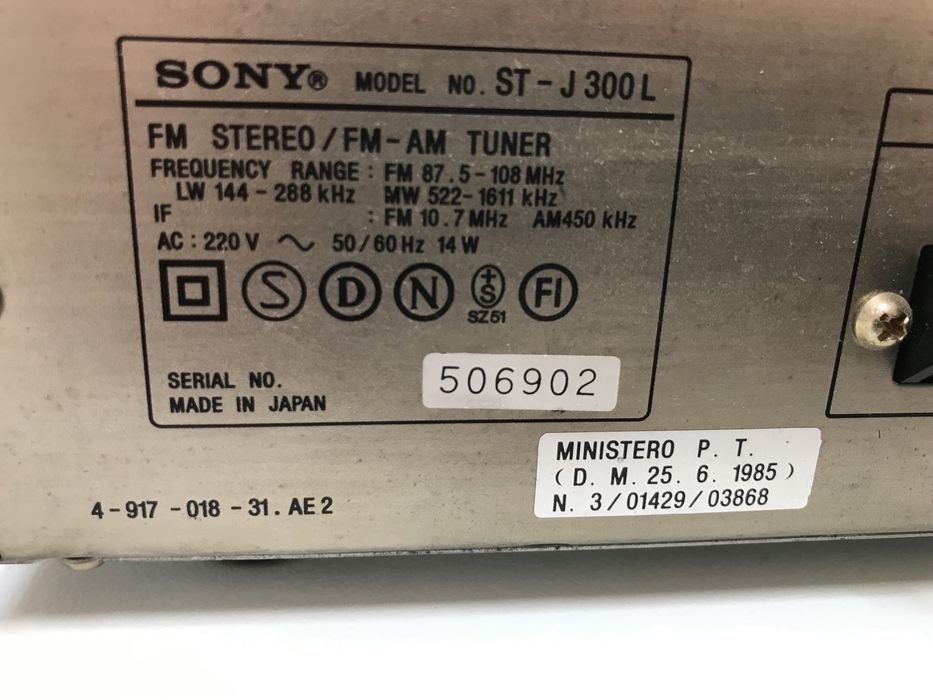 SONY® MODEL NO. ST-J300L
FM STEREO/FM-AM TUNER
FREQUENCY RANGE : FM 87.5-108 MHz
LW 144-288 kHz MW 522-1611 kHz
IF : FM 10.7 MHz AM 450 kHz
AC : 220 V ～ 50/60 Hz 14 W
S D N +S FI
SZ51
SERIAL NO. 506902
MADE IN JAPAN
MINISTERO P. T.
( D. M. 25. 6. 1985 )
N. 3/01429/03868
4-917-018-31. AE2